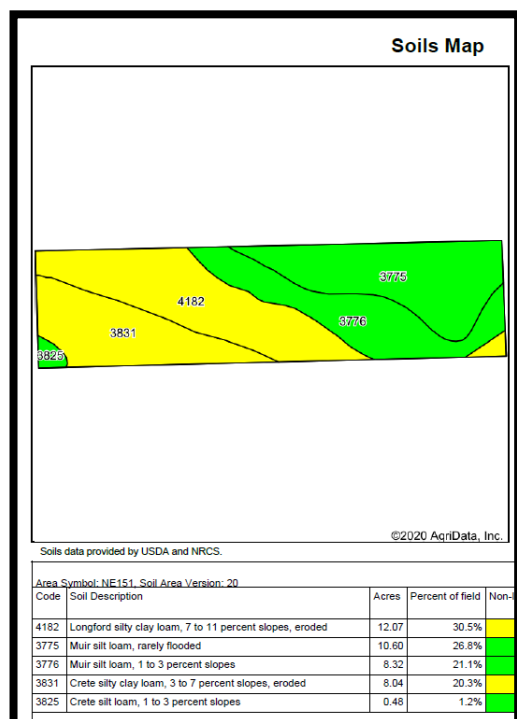 Soils Map
3775
4182
3776
3831
3825
©2020 AgriData, Inc.
Soils data provided by USDA and NRCS.
Area Symbol: NE151, Soil Area Version: 20
Code Soil Description Acres Percent of field Non-I
4182 Longford silty clay loam, 7 to 11 percent slopes, eroded 12.07 30.5%
3775 Muir silt loam, rarely flooded 10.60 26.8%
3776 Muir silt loam, 1 to 3 percent slopes 8.32 21.1%
3831 Crete silty clay loam, 3 to 7 percent slopes, eroded 8.04 20.3%
3825 Crete silt loam, 1 to 3 percent slopes 0.48 1.2%